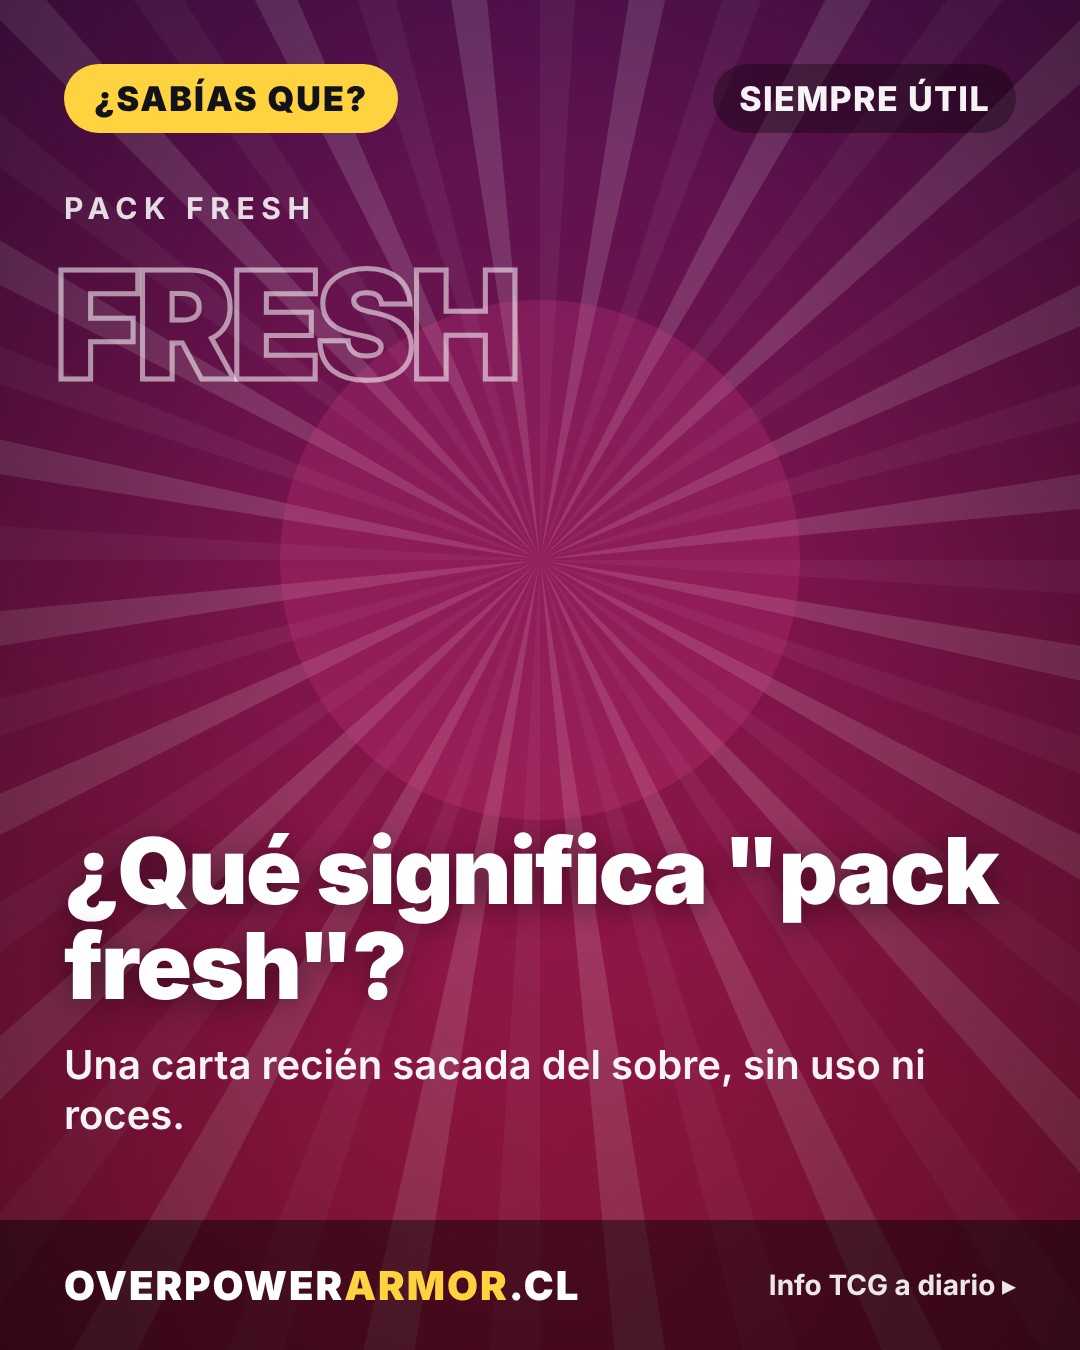 ¿SABÍAS QUE?
SIEMPRE ÚTIL
PACK FRESH
FRESH
¿Qué significa "pack
fresh"?
Una carta recién sacada del sobre, sin uso ni
roces.
OVERPOWERARMOR.CL
Info TCG a diario ▸